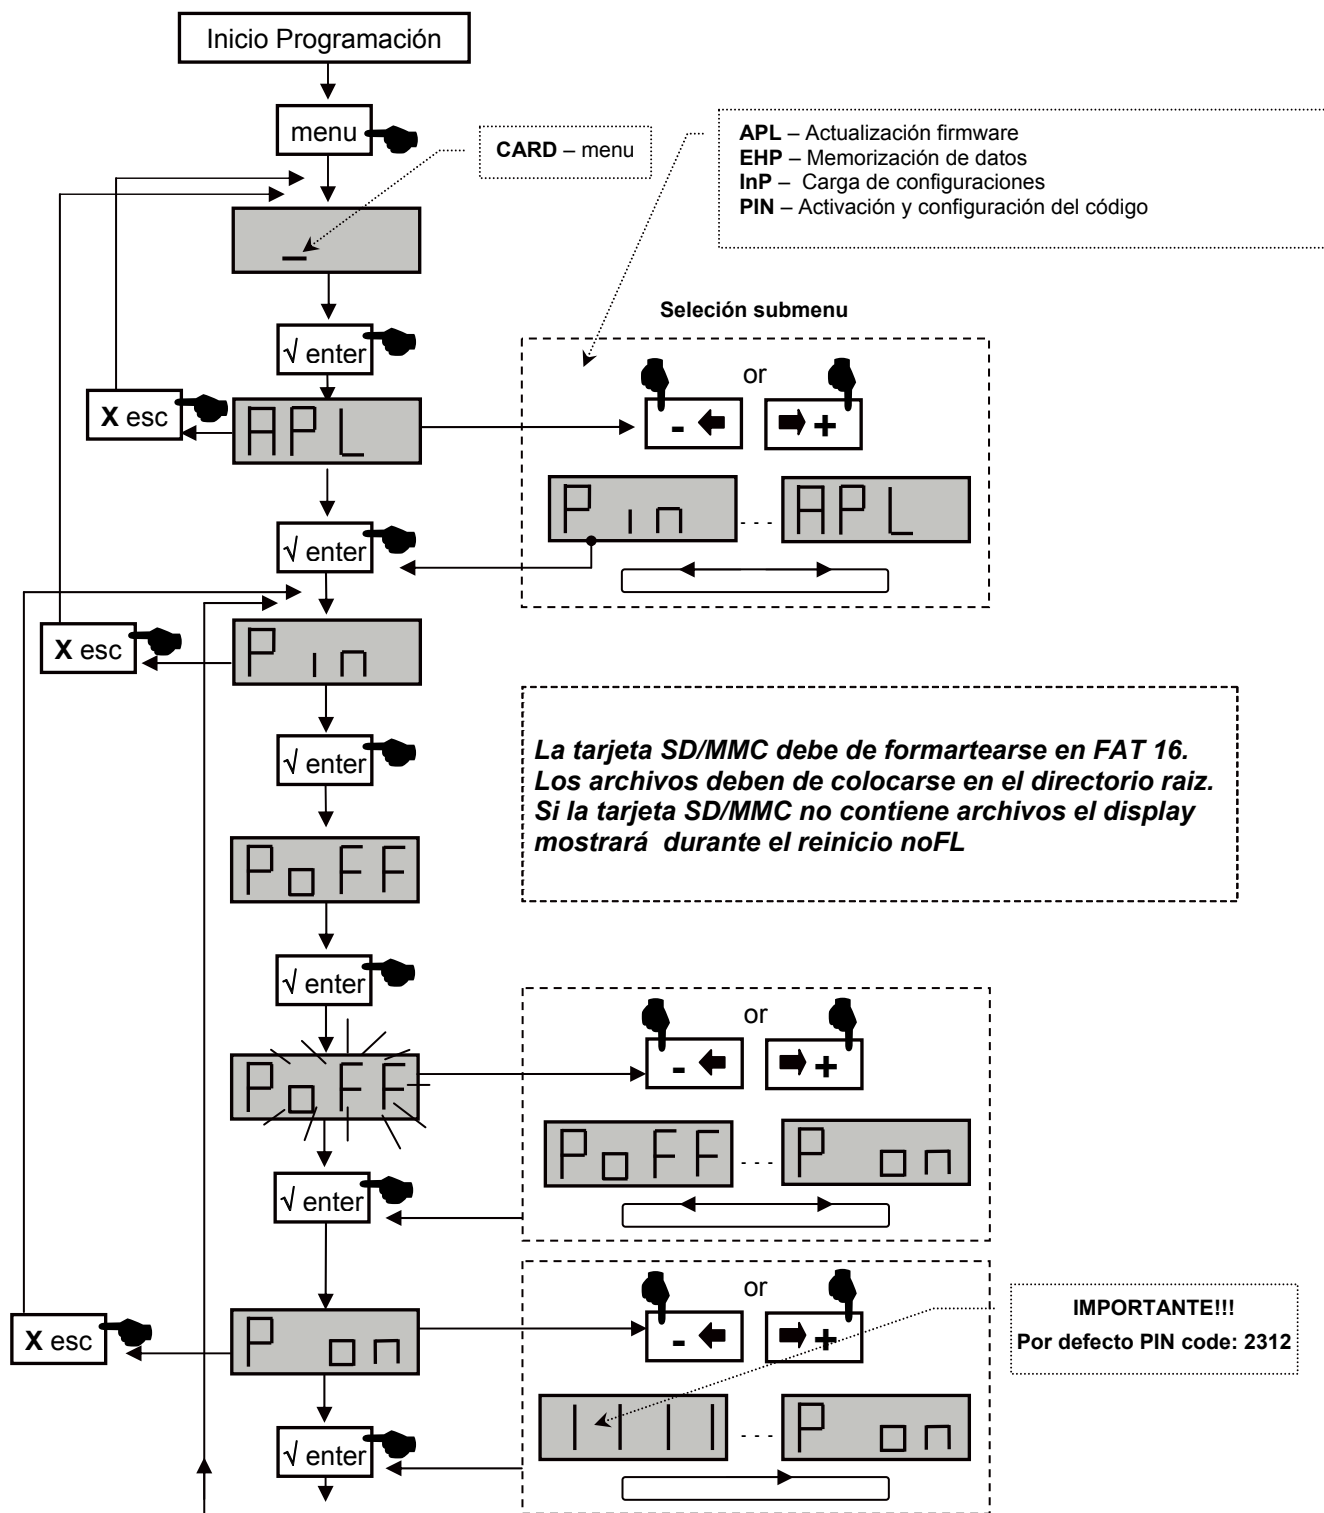 Inicio Programación
menu
CARD – menu
APL – Actualización firmware
EHP – Memorización de datos
InP – Carga de configuraciones
PIN – Activación y configuración del código
_
√ enter
Seleción submenu
or
X esc
APL
- +
Pin - - - APL
√ enter
X esc
Pin
La tarjeta SD/MMC debe de formartearse en FAT 16.
Los archivos deben de colocarse en el directorio raiz.
Si la tarjeta SD/MMC no contiene archivos el display
mostrará durante el reinicio noFL
√ enter
PoFF
√ enter
or
- +
PoFF
PoFF - - - P on
√ enter
or
- +
IMPORTANTE!!!
Por defecto PIN code: 2312
X esc
P on
1111 - - - P on
√ enter